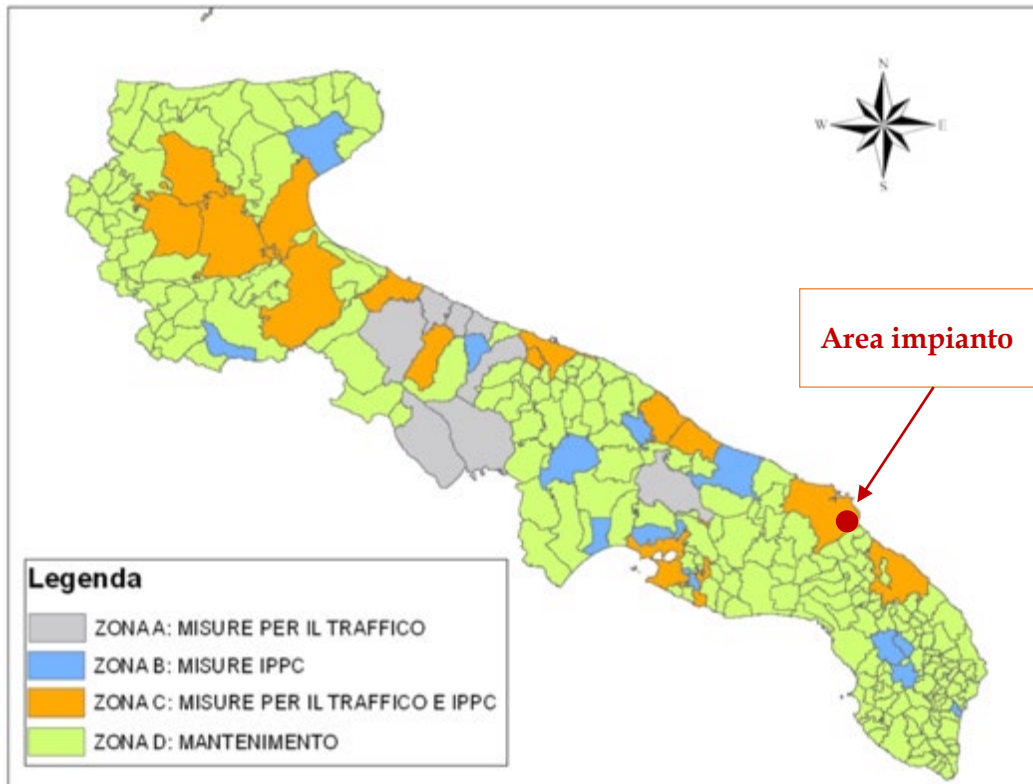 N
W
E
S
Area impianto
Legenda
ZONA A: MISURE PER IL TRAFFICO
ZONA B: MISURE IPPC
ZONA C: MISURE PER IL TRAFFICO E IPPC
ZONA D: MANTENIMENTO